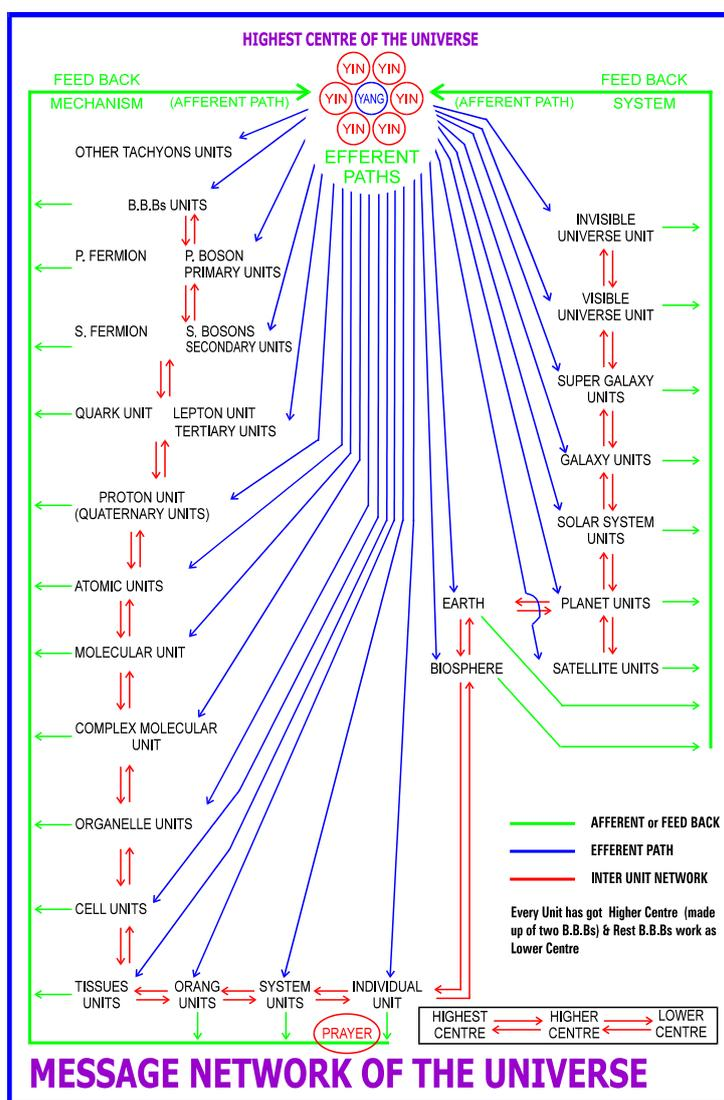 HIGHEST CENTRE OF THE UNIVERSE
YIN YIN
YIN YANG YIN
YIN YIN
FEED BACK
MECHANISM (AFFERENT PATH)
FEED BACK
(AFFERENT PATH) SYSTEM
EFFERENT
PATHS
OTHER TACHYONS UNITS
B.B.Bs UNITS
P. FERMION P. BOSON
PRIMARY UNITS
S. FERMION S. BOSONS
SECONDARY UNITS
QUARK UNIT LEPTON UNIT
TERTIARY UNITS
PROTON UNIT
(QUATERNARY UNITS)
ATOMIC UNITS
MOLECULAR UNIT
COMPLEX MOLECULAR
UNIT
ORGANELLE UNITS
CELL UNITS
TISSUES
UNITS
ORANG
UNITS
SYSTEM
UNITS
INDIVIDUAL
UNIT
PRAYER
INVISIBLE
UNIVERSE UNIT
VISIBLE
UNIVERSE UNIT
SUPER GALAXY
UNITS
GALAXY UNITS
SOLAR SYSTEM
UNITS
EARTH
PLANET UNITS
BIOSPHERE
SATELLITE UNITS
AFFERENT or FEED BACK
EFFERENT PATH
INTER UNIT NETWORK
Every Unit has got Higher Centre (made
up of two B.B.Bs) & Rest B.B.Bs work as
Lower Centre
HIGHEST
CENTRE
HIGHER
CENTRE
LOWER
CENTRE
MESSAGE NETWORK OF THE UNIVERSE